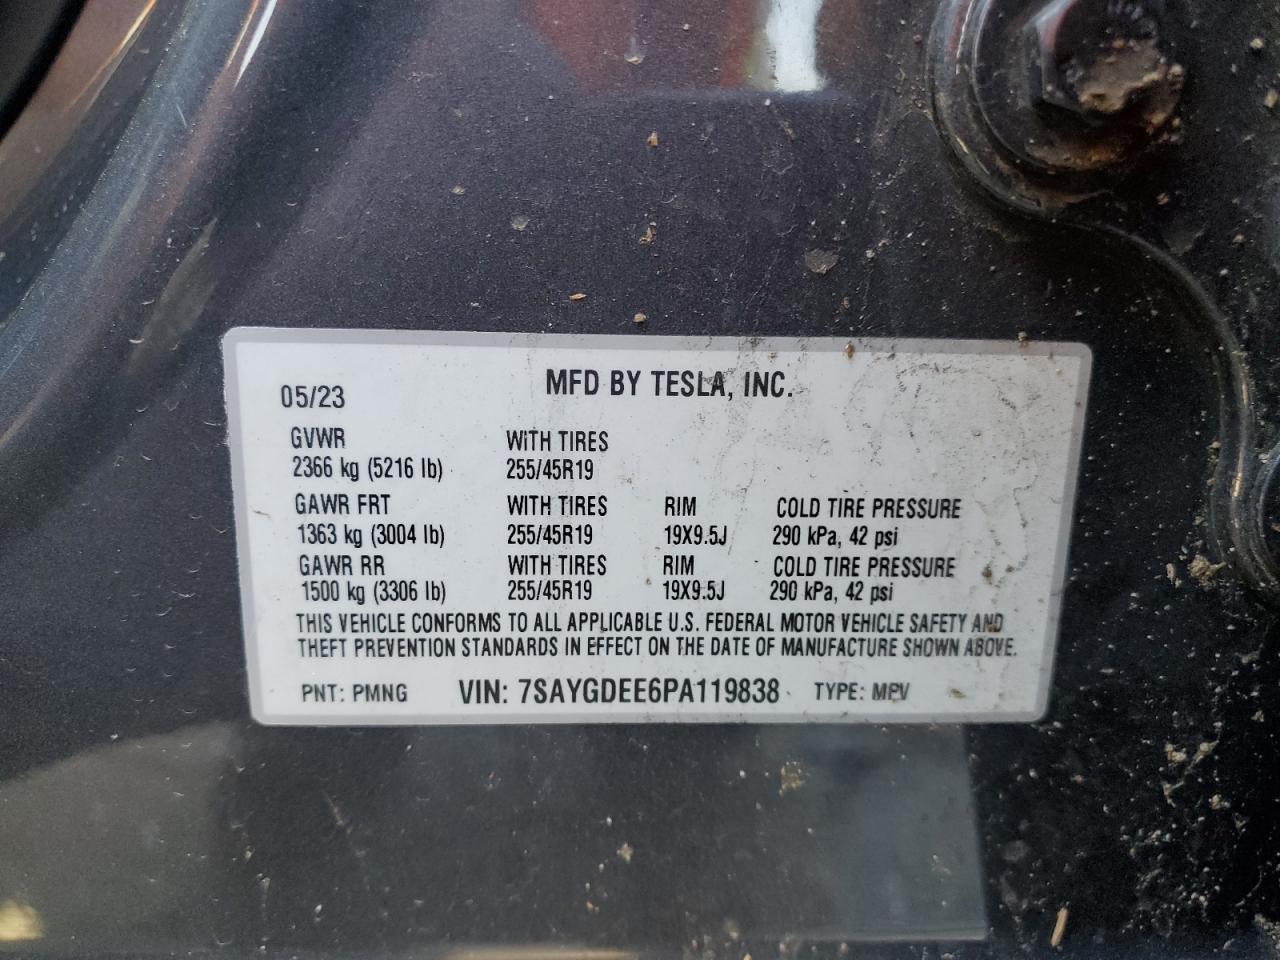 MFD BY TESLA, INC.
05/23
GVWR WITH TIRES
2366 kg (5216 lb) 255/45R19
GAWR FRT WITH TIRES RIM COLD TIRE PRESSURE
1363 kg (3004 lb) 255/45R19 19X9.5J 290 kPa, 42 psi
GAWR RR WITH TIRES RIM COLD TIRE PRESSURE
1500 kg (3306 lb) 255/45R19 19X9.5J 290 kPa, 42 psi
THIS VEHICLE CONFORMS TO ALL APPLICABLE U.S. FEDERAL MOTOR VEHICLE SAFETY AND
THEFT PREVENTION STANDARDS IN EFFECT ON THE DATE OF MANUFACTURE SHOWN ABOVE.
PNT: PMNG VIN: 7SAYGDEE6PA119838 TYPE: MPV